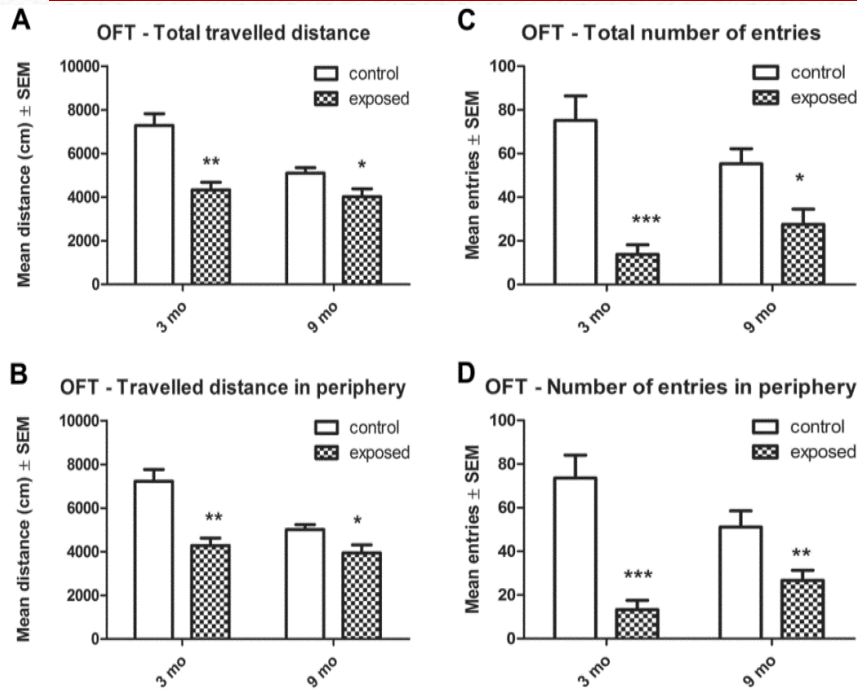 A
OFT - Total travelled distance
Mean distance (cm) ± SEM
10000
8000
6000
4000
2000
0
control
exposed
**
*
3 mo
9 mo
C
OFT - Total number of entries
Mean entries ± SEM
100
80
60
40
20
0
control
exposed
***
*
3 mo
9 mo
B
OFT - Travelled distance in periphery
Mean distance (cm) ± SEM
10000
8000
6000
4000
2000
0
control
exposed
**
*
3 mo
9 mo
D
OFT - Number of entries in periphery
Mean entries ± SEM
100
80
60
40
20
0
control
exposed
***
**
3 mo
9 mo